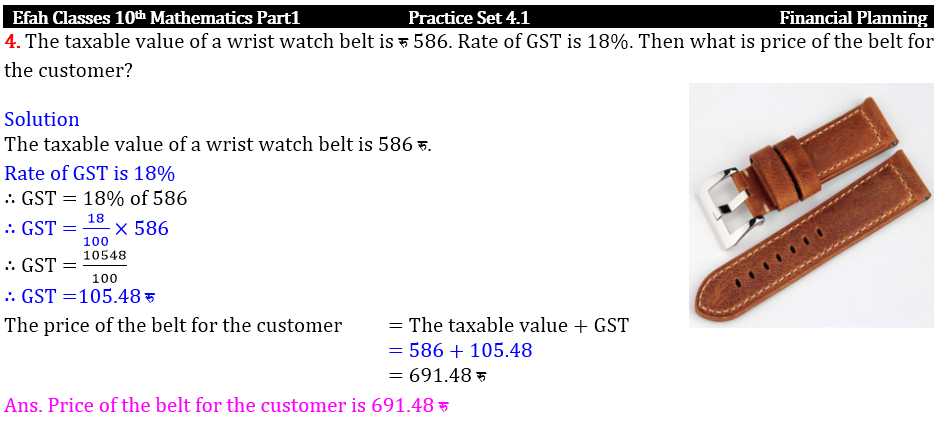 Efah Classes 10th Mathematics Part1 Practice Set 4.1 Financial Planning
4. The taxable value of a wrist watch belt is रु 586. Rate of GST is 18%. Then what is price of the belt for
the customer?
Solution
The taxable value of a wrist watch belt is 586 रु.
Rate of GST is 18%
∴ GST = 18% of 586
∴ GST = 18/100 × 586
∴ GST = 10548/100
∴ GST =105.48 रु
The price of the belt for the customer = The taxable value + GST
= 586 + 105.48
= 691.48 रु
Ans. Price of the belt for the customer is 691.48 रु